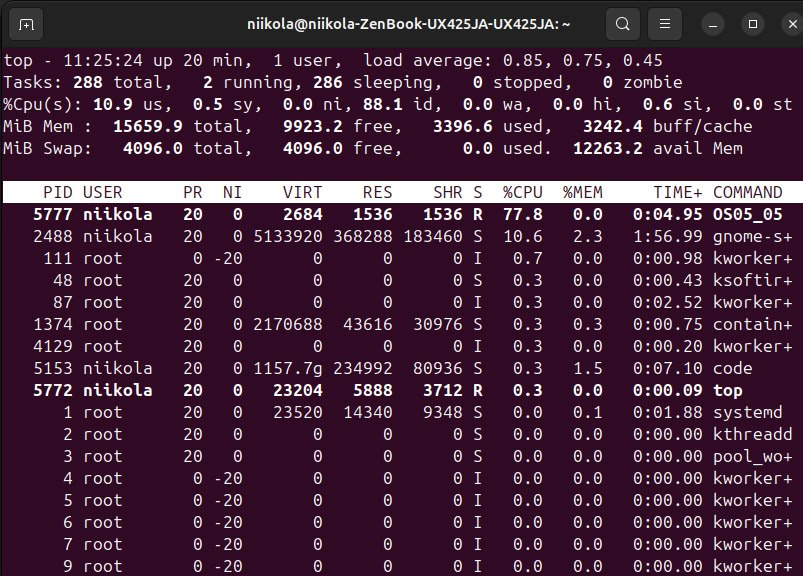 niikola@niikola-ZenBook-UX425JA-UX425JA: ~
top - 11:25:24 up 20 min,  1 user,  load average: 0.85, 0.75, 0.45
Tasks: 288 total,   2 running, 286 sleeping,   0 stopped,   0 zombie
%Cpu(s): 10.9 us,  0.5 sy,  0.0 ni, 88.1 id,  0.0 wa,  0.0 hi,  0.6 si,  0.0 st
MiB Mem :  15659.9 total,   9923.2 free,   3396.6 used,   3242.4 buff/cache
MiB Swap:   4096.0 total,   4096.0 free,      0.0 used.  12263.2 avail Mem
PID USER      PR  NI    VIRT    RES    SHR S  %CPU  %MEM     TIME+ COMMAND
5777 niikola   20   0    2684   1536   1536 R  77.8   0.0   0:04.95 OS05_05
2488 niikola   20   0 5133920 368288 183460 S  10.6   2.3   1:56.99 gnome-s+
111 root       0 -20       0      0      0 I   0.7   0.0   0:00.98 kworker+
48 root      20   0       0      0      0 S   0.3   0.0   0:00.43 ksoftir+
87 root      20   0       0      0      0 I   0.3   0.0   0:02.52 kworker+
1374 root      20   0 2170688  43616  30976 S   0.3   0.3   0:00.75 contain+
4129 root      20   0       0      0      0 I   0.3   0.0   0:00.20 kworker+
5153 niikola   20   0 1157.7g 234992  80936 S   0.3   1.5   0:07.10 code
5772 niikola   20   0   23204   5888   3712 R   0.3   0.0   0:00.09 top
1 root      20   0   23520  14340   9348 S   0.0   0.1   0:01.88 systemd
2 root      20   0       0      0      0 S   0.0   0.0   0:00.00 kthreadd
3 root      20   0       0      0      0 S   0.0   0.0   0:00.00 pool_wo+
4 root       0 -20       0      0      0 I   0.0   0.0   0:00.00 kworker+
5 root       0 -20       0      0      0 I   0.0   0.0   0:00.00 kworker+
6 root       0 -20       0      0      0 I   0.0   0.0   0:00.00 kworker+
7 root       0 -20       0      0      0 I   0.0   0.0   0:00.00 kworker+
9 root       0 -20       0      0      0 I   0.0   0.0   0:00.00 kworker+